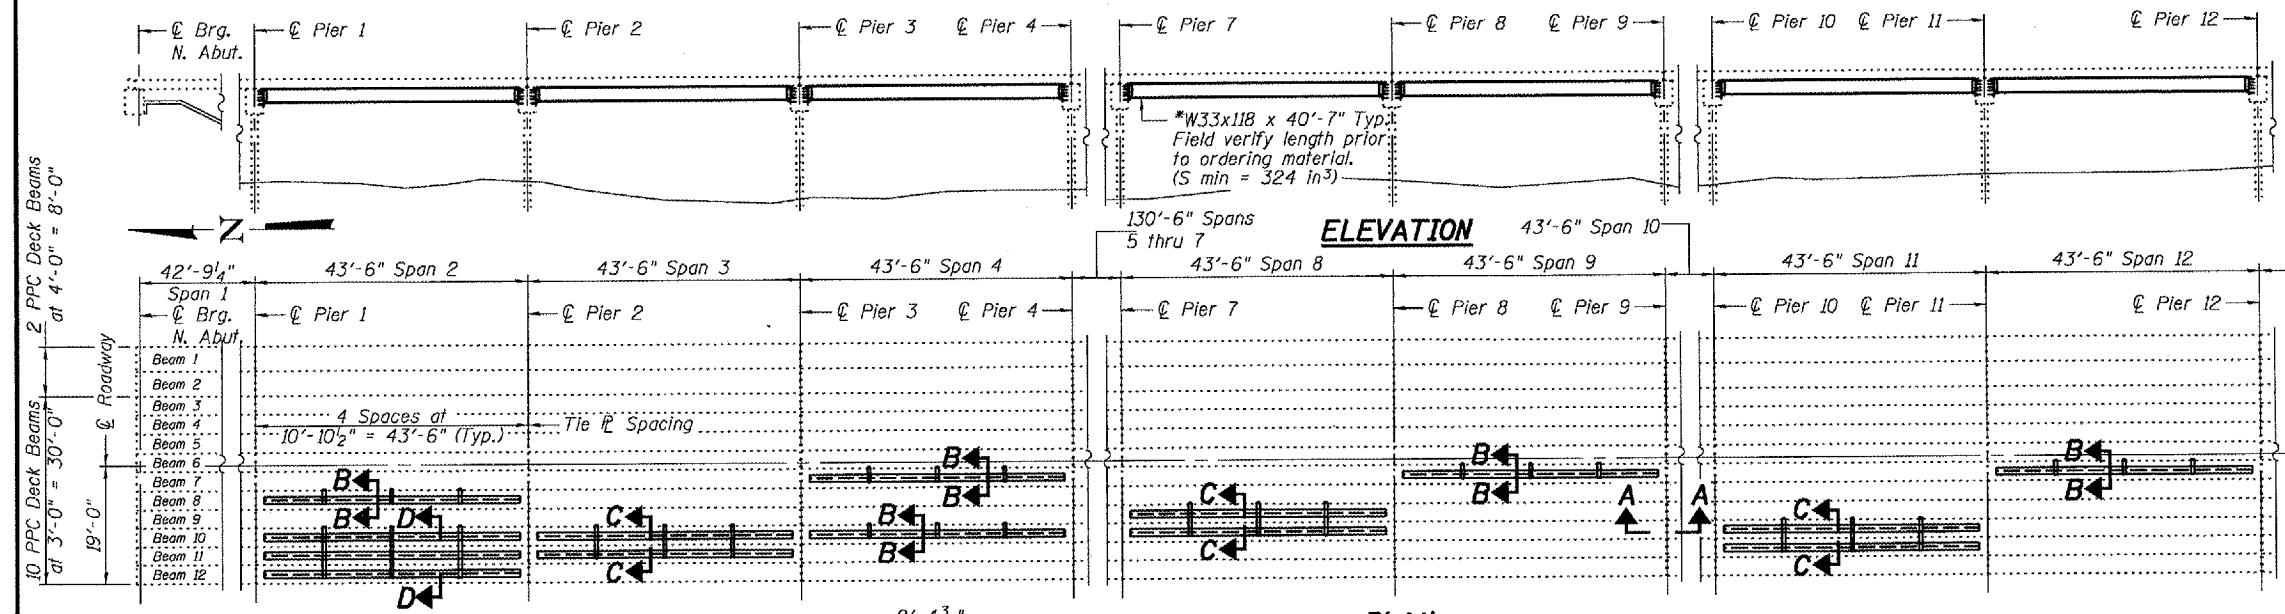 ℄ Brg.
N. Abut.
℄ Pier 1
℄ Pier 2
℄ Pier 3
℄ Pier 4
℄ Pier 7
℄ Pier 8
℄ Pier 9
℄ Pier 10
℄ Pier 11
℄ Pier 12
*W33x118 x 40'-7" Typ.
Field verify length prior
to ordering material.
(S min = 324 in³)
N
130'-6" Spans
5 thru 7
ELEVATION
43'-6" Span 10
42'-9¼"
Span 1
43'-6" Span 2
43'-6" Span 3
43'-6" Span 4
43'-6" Span 8
43'-6" Span 9
43'-6" Span 11
43'-6" Span 12
℄ Brg.
N. Abut.
℄ Pier 1
℄ Pier 2
℄ Pier 3
℄ Pier 4
℄ Pier 7
℄ Pier 8
℄ Pier 9
℄ Pier 10
℄ Pier 11
℄ Pier 12
2 PPC Deck Beams
at 4'-0" = 8'-0"
10 PPC Deck Beams
at 3'-0" = 30'-0"
℄ Roadway
19'-0"
Beam 1
Beam 2
Beam 3
Beam 4
Beam 5
Beam 6
Beam 7
Beam 8
Beam 9
Beam 10
Beam 11
Beam 12
4 Spaces at
10'-10½" = 43'-6" (Typ.)
Tie ℙL Spacing
B
B
D
D
C
C
B
B
B
B
C
C
B
B
A
A
C
C
B
B